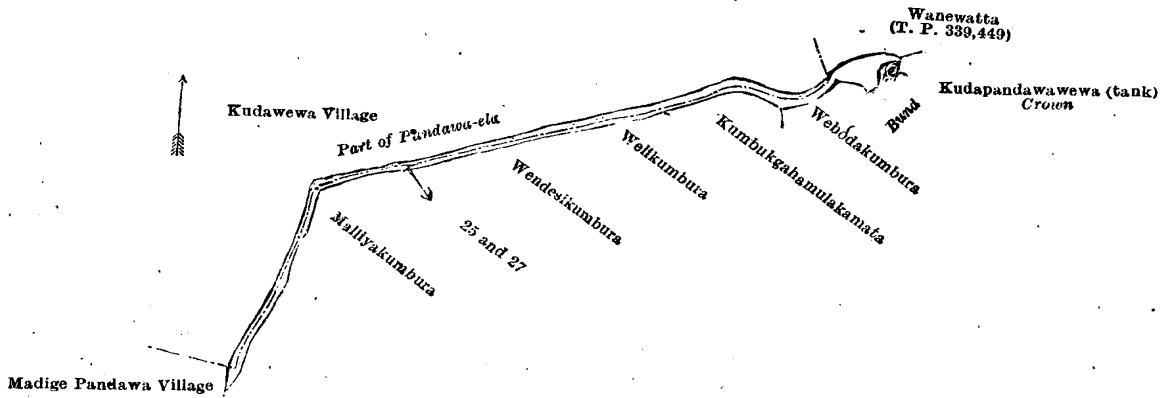 Wanewatta
(T. P. 339,449)
Kudapandawawewa (tank)
Crown
Bund
Kudawewa Village
Part of Pandawa-ela
Webodakumbura
Kumbukgahamulakamata
Wellkumbura
Wendesikumbura
25 and 27
Malliyakumbura
Madige Pandawa Village